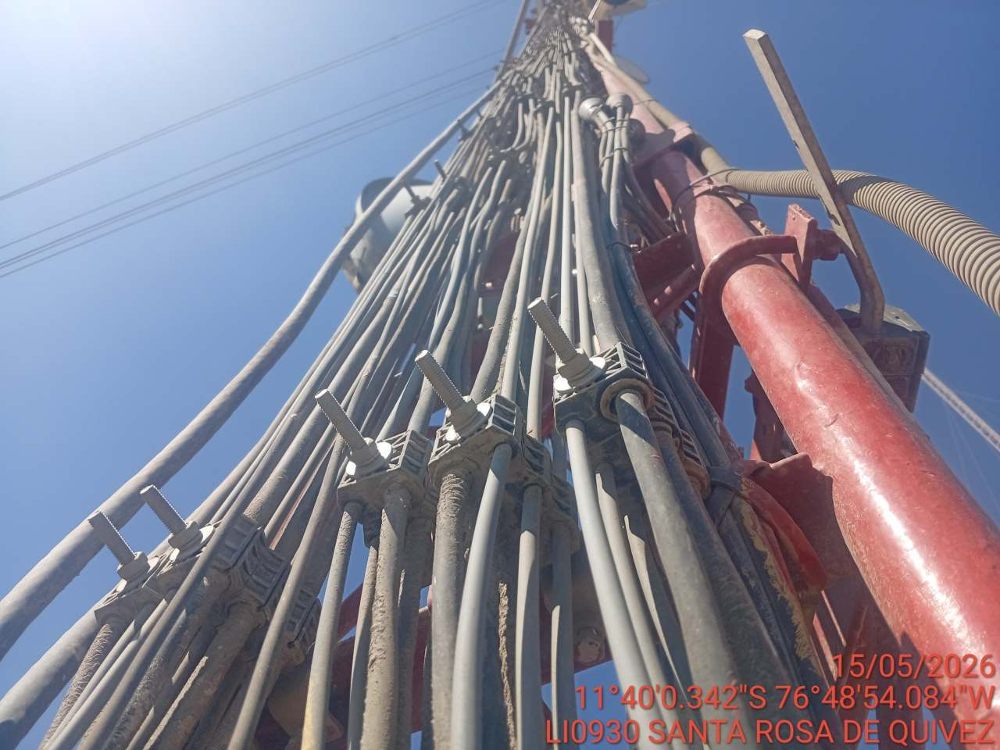 15/05/2026
11°40'0.342"S 76°48'54.084"W
LI0930 SANTA ROSA DE QUIVEZ